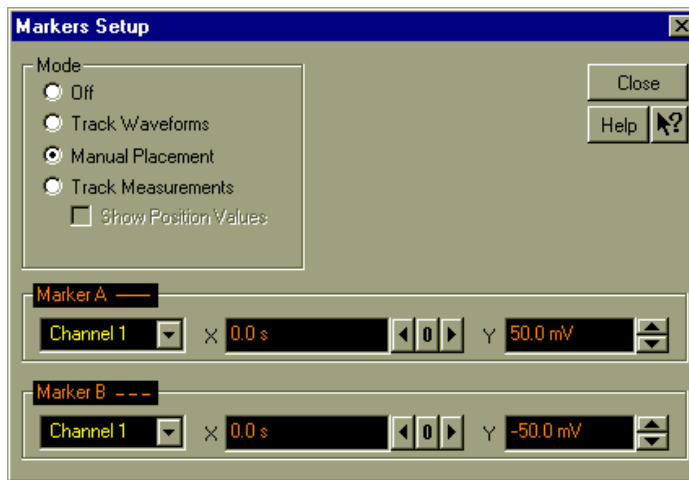 Markers Setup
Mode
Off
Track Waveforms
Manual Placement
Track Measurements
Show Position Values
Close
Help
Marker A
Channel 1 X 0.0 s 0 Y 50.0 mV
Marker B
Channel 1 X 0.0 s 0 Y -50.0 mV